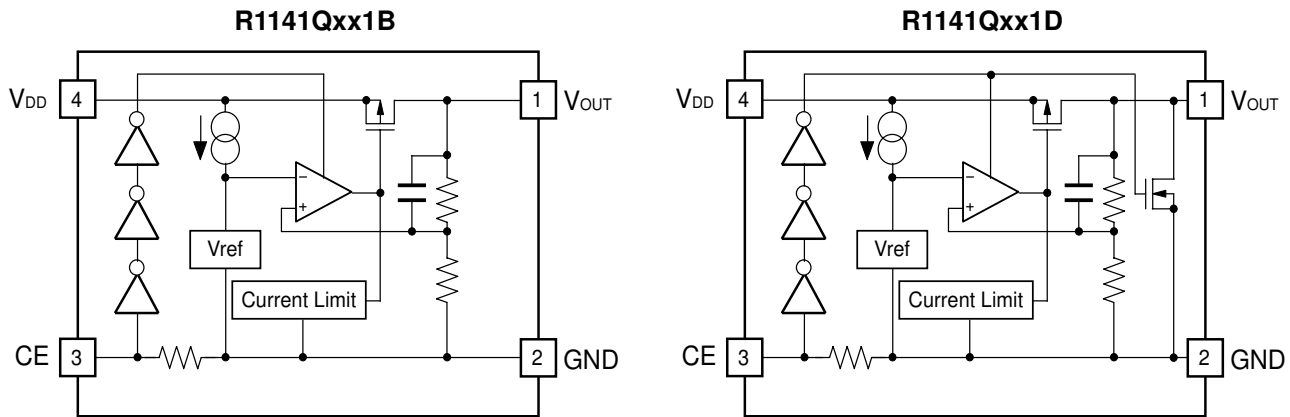 R1141Qxx1B
VDD
4
1
VOUT
−
+
Vref
Current Limit
CE
3
2
GND
R1141Qxx1D
VDD
4
1
VOUT
−
+
Vref
Current Limit
CE
3
2
GND